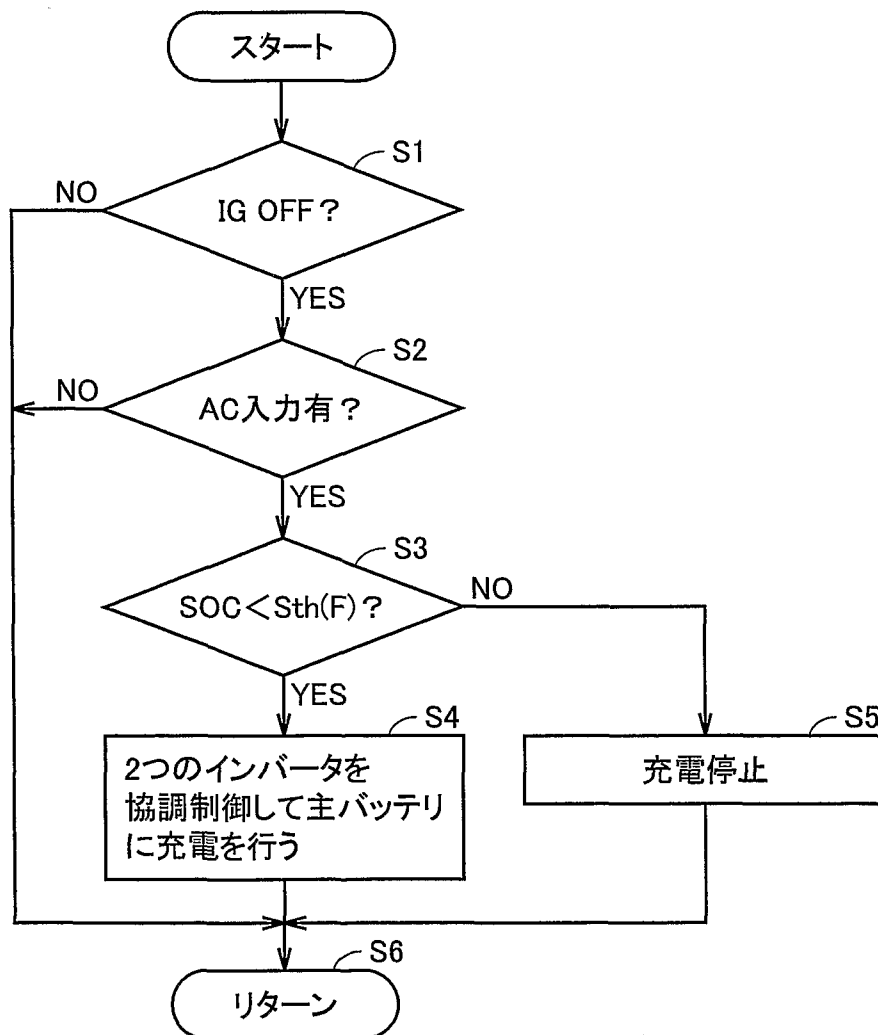 スタート
S1
NO
IG OFF？
YES
S2
NO
AC入力有？
YES
S3
NO
SOC＜Sth(F)？
YES
S4
S5
2つのインバータを
協調制御して主バッテリ
に充電を行う
充電停止
S6
リターン